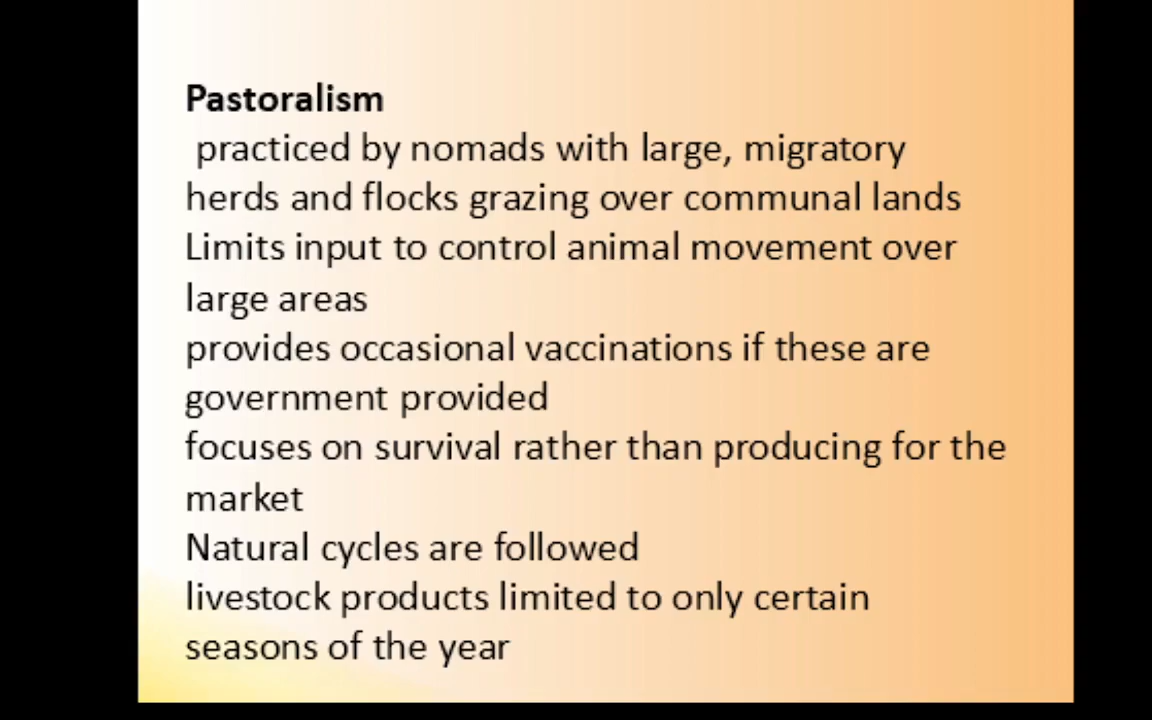 Pastoralism
practiced by nomads with large, migratory
herds and flocks grazing over communal lands
Limits input to control animal movement over
large areas
provides occasional vaccinations if these are
government provided
focuses on survival rather than producing for the
market
Natural cycles are followed
livestock products limited to only certain
seasons of the year